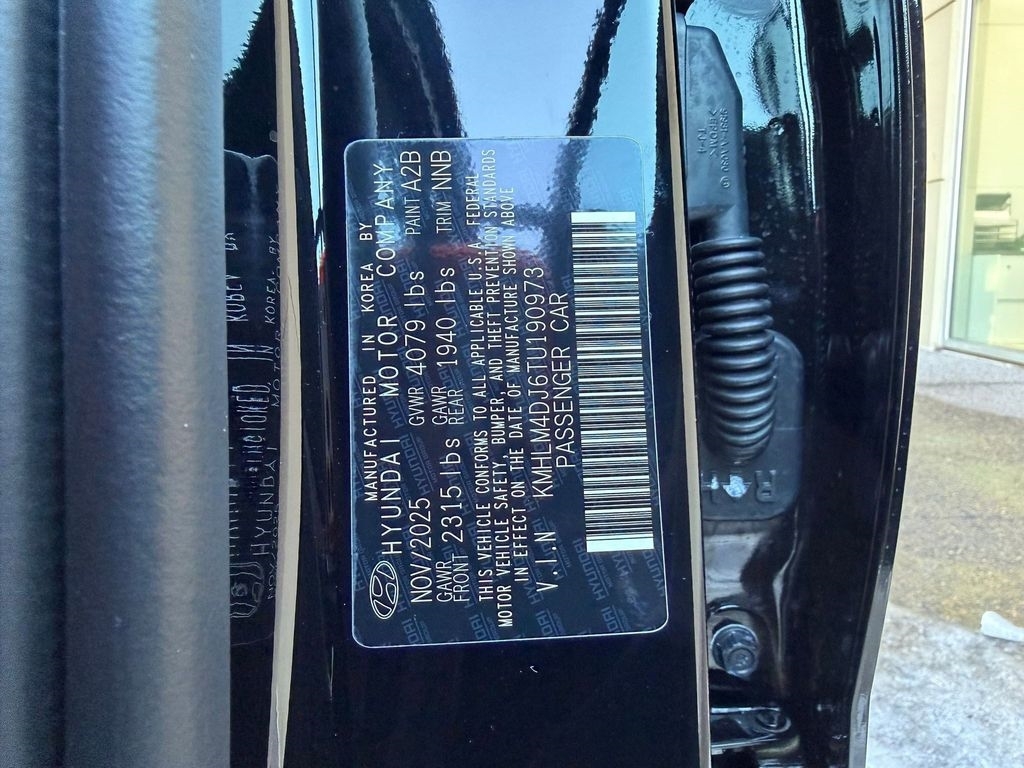 MANUFACTURED IN KOREA BY
HYUNDAI MOTOR COMPANY
NOV/2025 GVWR 4079 lbs PAINT A2B
GAWR FRONT 2315 lbs GAWR REAR 1940 lbs TRIM NNB
THIS VEHICLE CONFORMS TO ALL APPLICABLE U.S.A. FEDERAL
MOTOR VEHICLE SAFETY, BUMPER, AND THEFT PREVENTION STANDARDS
IN EFFECT ON THE DATE OF MANUFACTURE SHOWN ABOVE
V.I.N KMHLM4DJ6TU190973
PASSENGER CAR